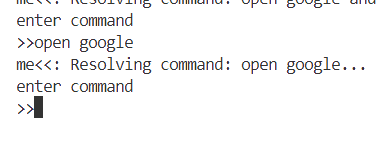 me<<: Resolving command: open google and
enter command
>>open google
me<<: Resolving command: open google...
enter command
>>